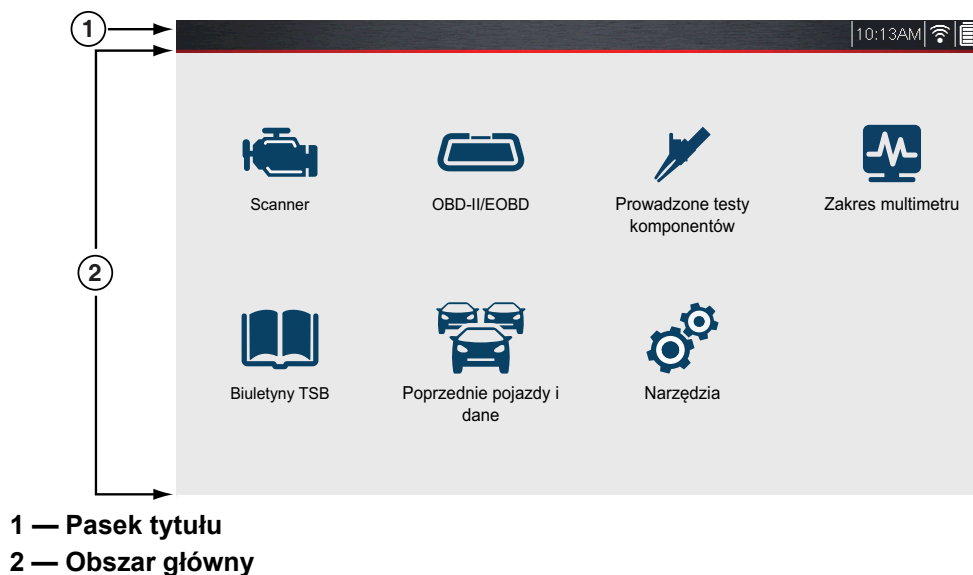 1
10:13AM
2
Scanner
OBD-II/EOBD
Prowadzone testy
komponentów
Zakres multimetru
Biuletyny TSB
Poprzednie pojazdy i
dane
Narzędzia
1 — Pasek tytułu
2 — Obszar główny